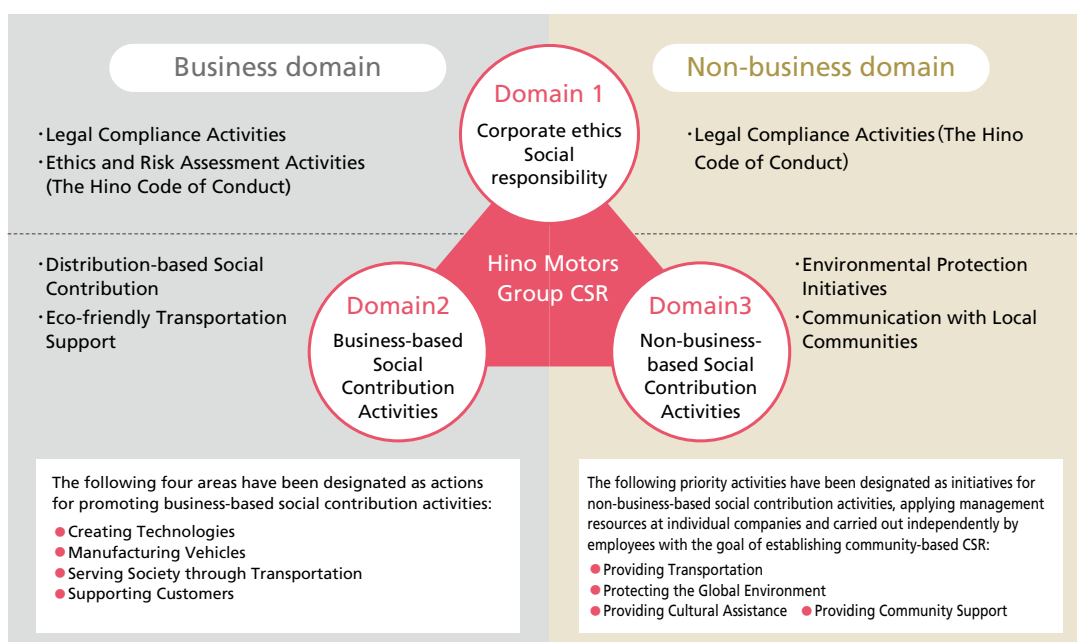 Business domain
Non-business domain
Domain 1
Corporate ethics
Social
responsibility
・Legal Compliance Activities
・Ethics and Risk Assessment Activities
(The Hino Code of Conduct)
・Legal Compliance Activities (The Hino
Code of Conduct)
Hino Motors
Group CSR
・Distribution-based Social
Contribution
・Eco-friendly Transportation
Support
Domain2
Business-based
Social
Contribution
Activities
Domain3
Non-business-
based Social
Contribution
Activities
・Environmental Protection
Initiatives
・Communication with Local
Communities
The following four areas have been designated as actions
for promoting business-based social contribution activities:
● Creating Technologies
● Manufacturing Vehicles
● Serving Society through Transportation
● Supporting Customers
The following priority activities have been designated as initiatives for
non-business-based social contribution activities, applying management
resources at individual companies and carried out independently by
employees with the goal of establishing community-based CSR:
● Providing Transportation
● Protecting the Global Environment
● Providing Cultural Assistance ● Providing Community Support